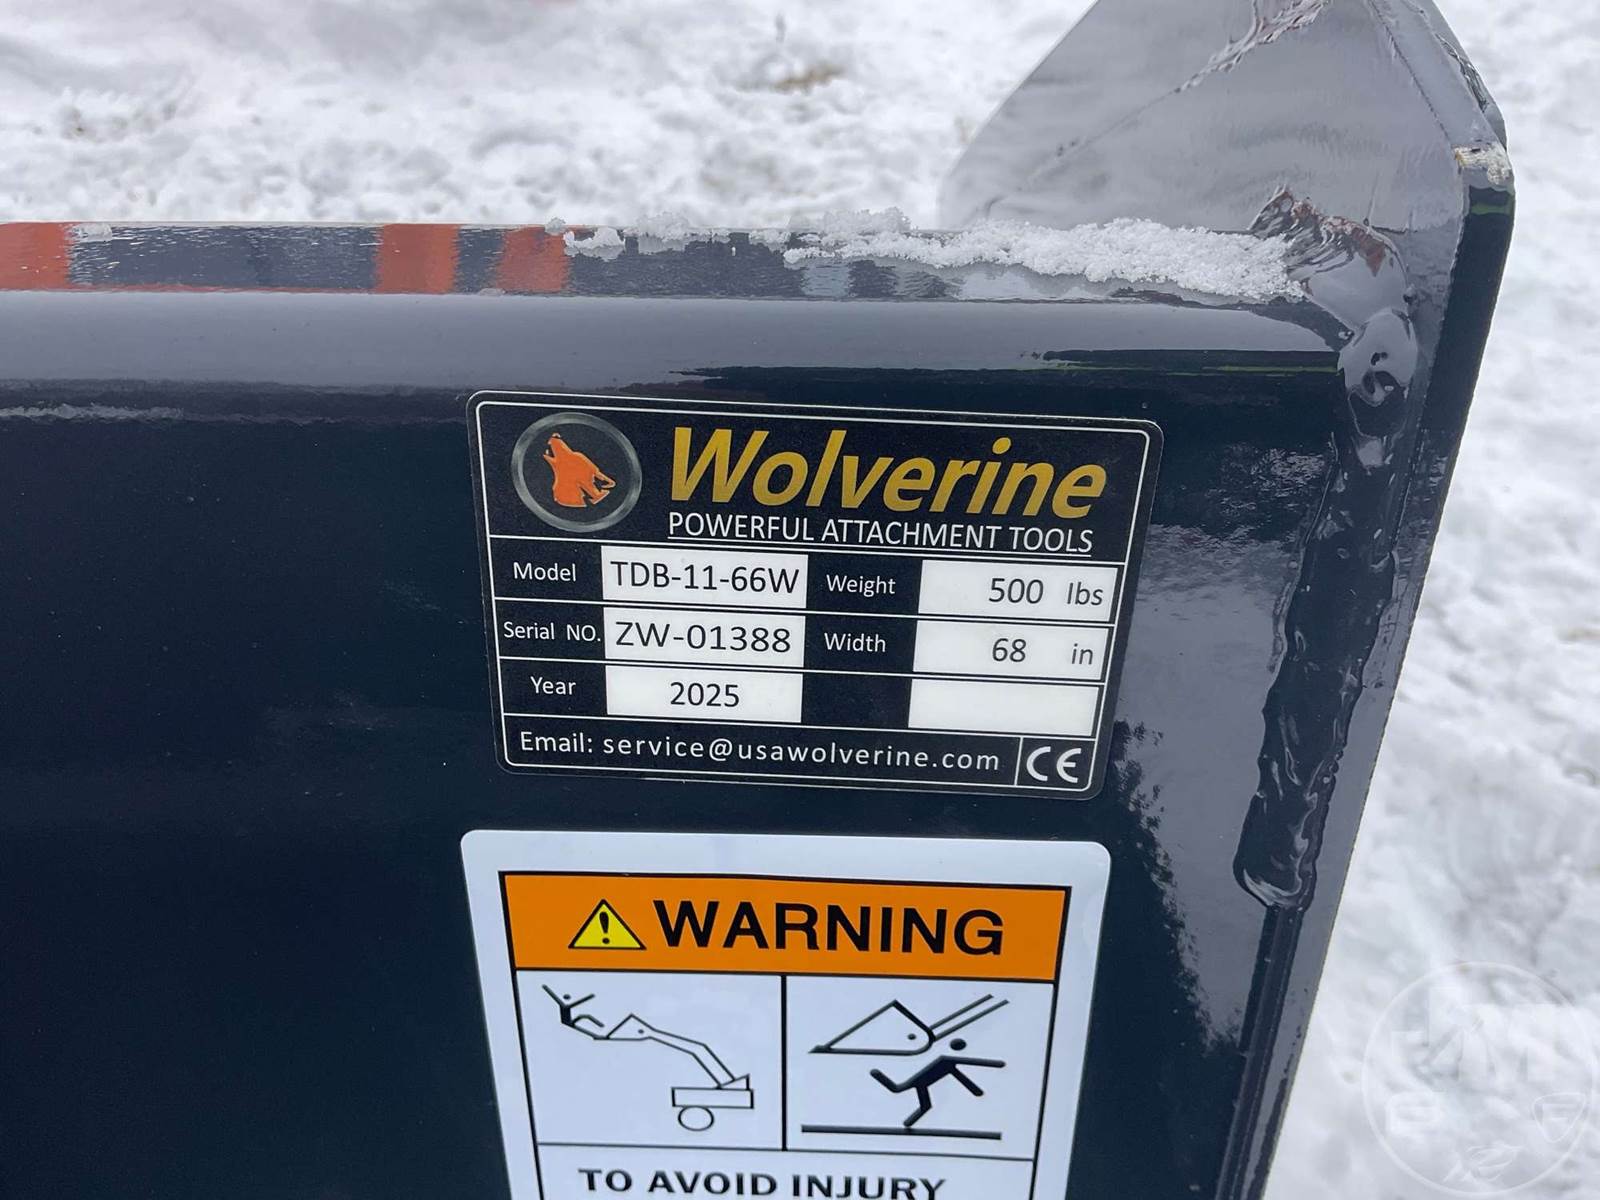 Wolverine
POWERFUL ATTACHMENT TOOLS
Model TDB-11-66W Weight 500 lbs
Serial NO. ZW-01388 Width 68 in
Year 2025
Email: service@usawolverine.com CE
WARNING
TO AVOID INJURY